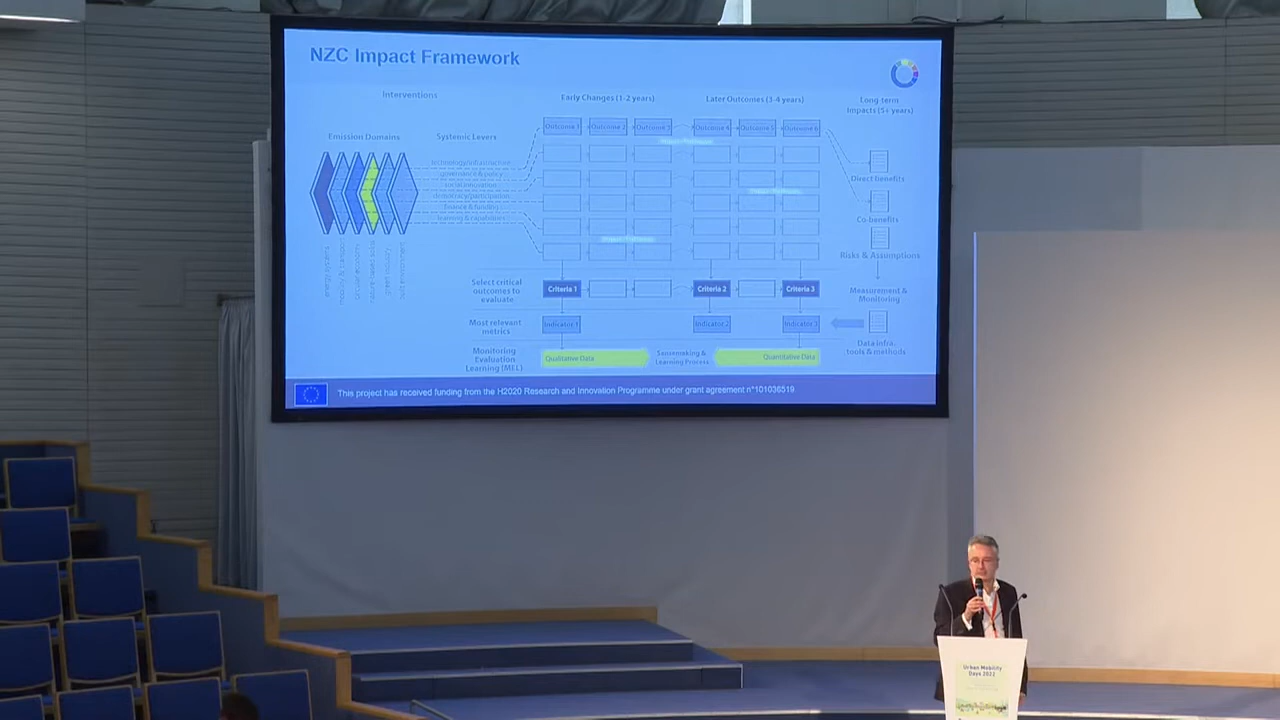 NZC Impact Framework
Interventions
Early Changes (1-2 years)
Later Outcomes (3-4 years)
Long-term
Impacts (5+ years)
Emission Domains
Systemic Levers
Outcome 1
Outcome 2
Outcome 3
Outcome 4
Outcome 5
Outcome 6
technology/infrastructure
governance & policy
social innovation
democracy/participation
finance & funding
learning & capabilities
Direct benefits
Co-benefits
Risks & Assumptions
Select critical
outcomes to
evaluate
Criteria 1
Criteria 2
Criteria 3
Measurement &
Monitoring
Most relevant
metrics
Indicator 1
Indicator 2
Indicator 3
Data infra.
tools & methods
Monitoring
Evaluation
Learning (MEL)
Qualitative Data
Sensemaking &
Learning Process
Quantitative Data
This project has received funding from the H2020 Research and Innovation Programme under grant agreement n°101036519
Urban Mobility
Days 2022